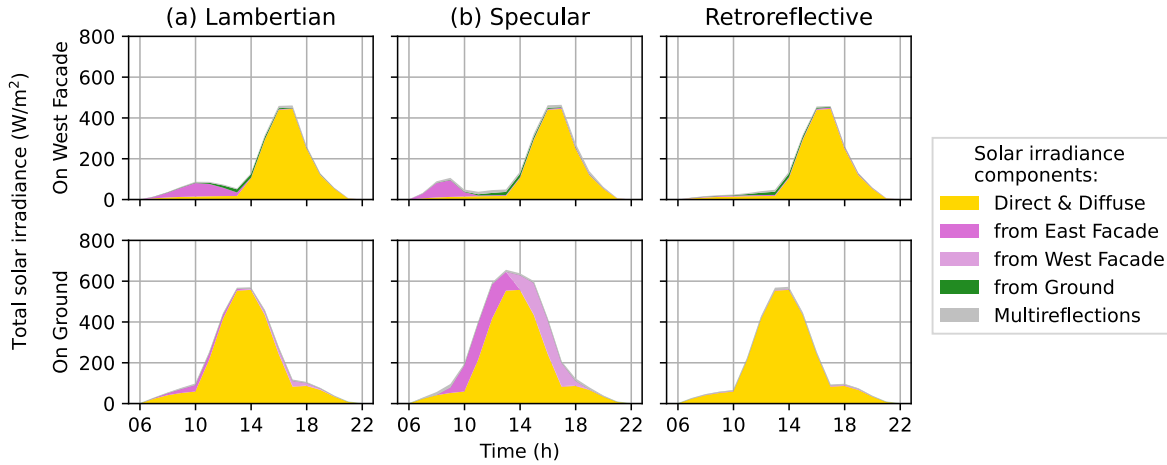 (a) Lambertian
(b) Specular
Retroreflective
Total solar irradiance (W/m²)
On West Facade
800
600
400
200
0
On Ground
800
600
400
200
0
06 10 14 18 22
06 10 14 18 22
06 10 14 18 22
Time (h)
Solar irradiance
components:
Direct & Diffuse
from East Facade
from West Facade
from Ground
Multireflections